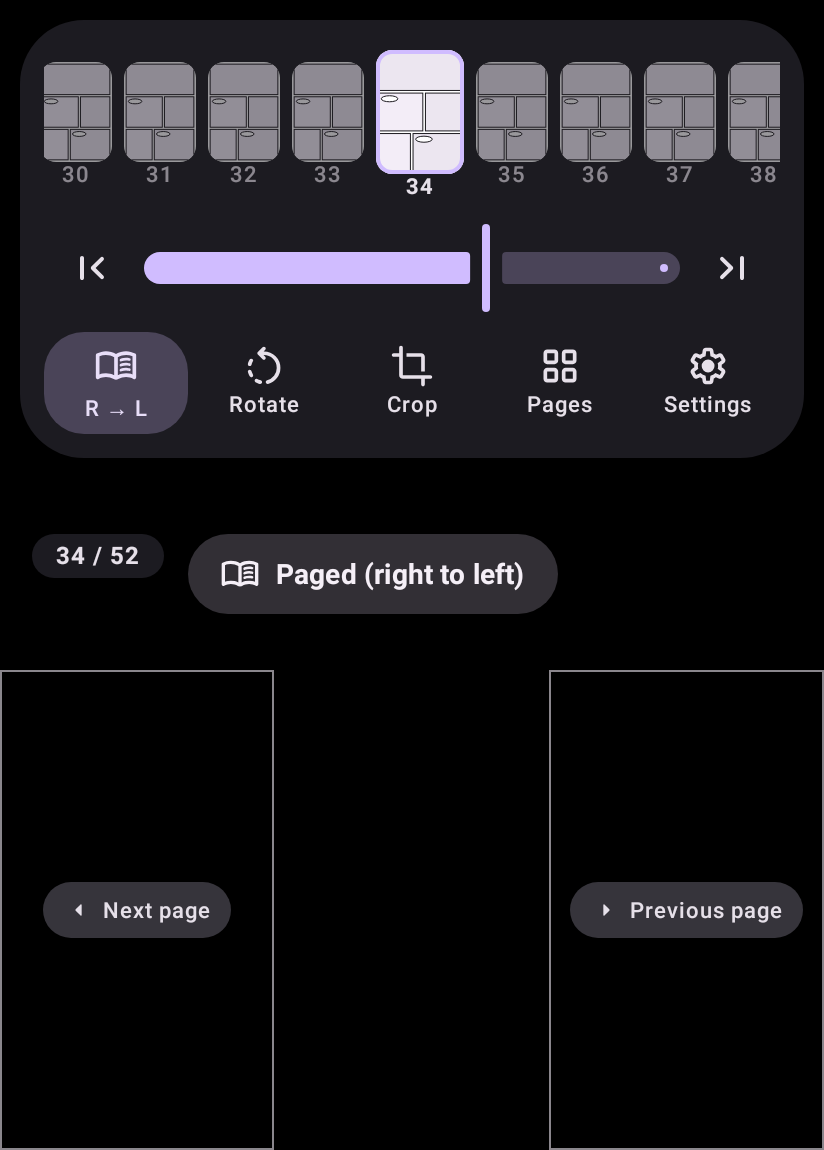 30 31 32 33 34 35 36 37 38
R → L Rotate Crop Pages Settings
34 / 52
Paged (right to left)
Next page
Previous page